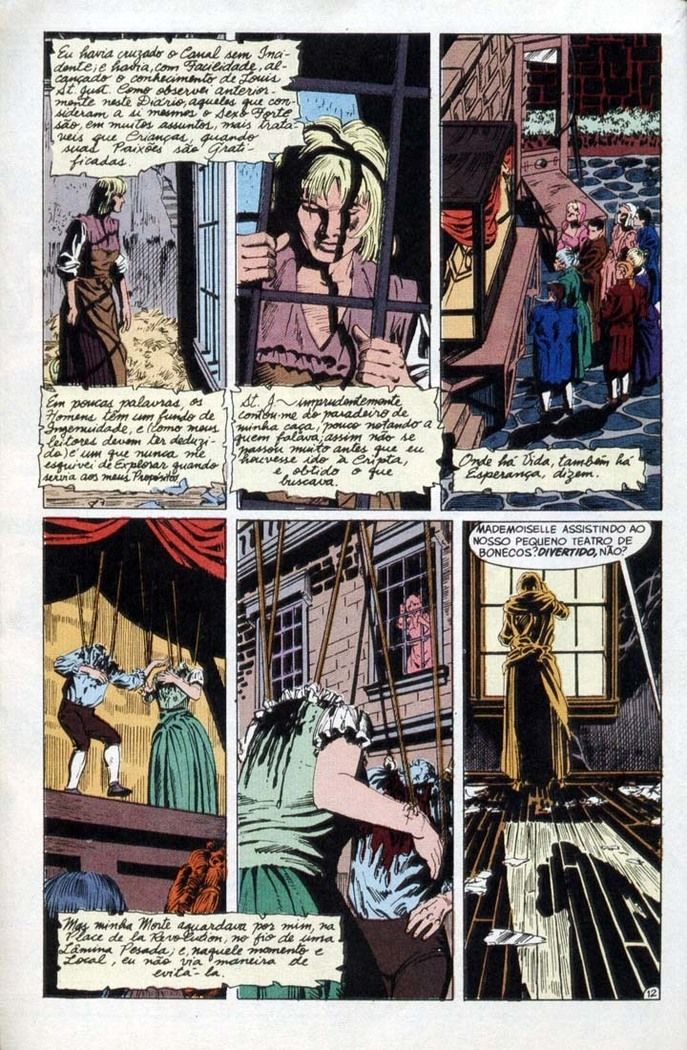 Eu havia cruzado o Canal sem Inci-
dente; e havia, com Facilidade, al-
cançado o conhecimento de Louis
St. Just. Como observei anterior-
mente neste Diário, aqueles que con-
sideram a si mesmos o Sexo Forte
são, em muitos assuntos, mais tratá-
veis que Crianças, quando
suas Paixões são Grati-
ficadas.
Em poucas palavras, os
Homens têm um fundo de
Ingenuidade, e (como meus
leitores devem ter deduzi-
do) é um que nunca me
esquivei de Explorar quando
servia aos meus Propósitos.
St. J~ imprudentemente
contou-me do paradeiro de
minha caça, pouco notando a
quem falava; assim não se
passou muito antes que eu
houvesse ido à Cripta,
e obtido o que
buscava.
Onde há Vida, também há
Esperança, dizem.
Mas minha Morte aguardava por mim, na
Place de la Revolution, no fio de uma
Lâmina Pesada; e, naquele momento e
Local, eu não via maneira de
evitá-la.
MADEMOISELLE ASSISTINDO AO
NOSSO PEQUENO TEATRO DE
BONECOS? DIVERTIDO, NÃO?
12